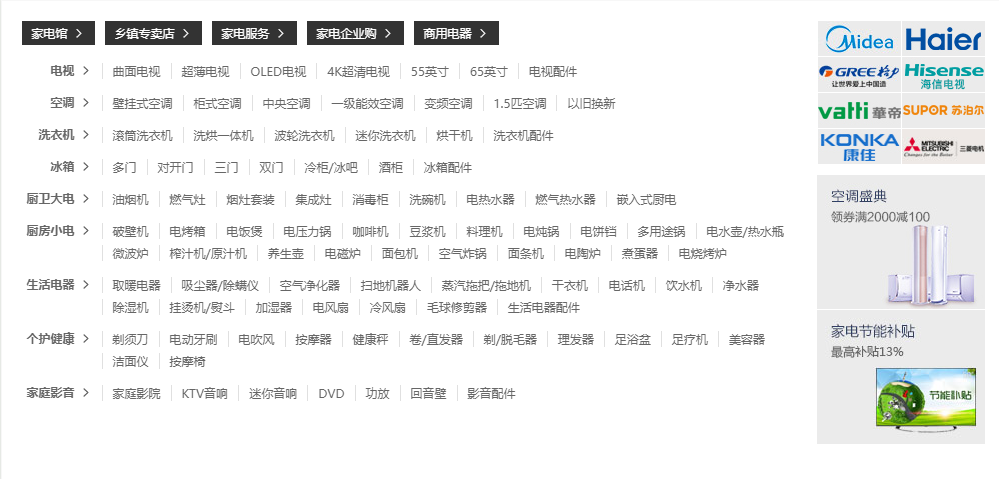 家电馆 > 乡镇专卖店 > 家电服务 > 家电企业购 > 商用电器 >
电视 > 曲面电视 超薄电视 OLED电视 4K超清电视 55英寸 65英寸 电视配件
空调 > 壁挂式空调 柜式空调 中央空调 一级能效空调 变频空调 1.5匹空调 以旧换新
洗衣机 > 滚筒洗衣机 洗烘一体机 波轮洗衣机 迷你洗衣机 烘干机 洗衣机配件
冰箱 > 多门 对开门 三门 双门 冷柜/冰吧 酒柜 冰箱配件
厨卫大电 > 油烟机 燃气灶 烟灶套装 集成灶 消毒柜 洗碗机 电热水器 燃气热水器 嵌入式厨电
厨房小电 > 破壁机 电烤箱 电饭煲 电压力锅 咖啡机 豆浆机 料理机 电炖锅 电饼铛 多用途锅 电水壶/热水瓶
微波炉 榨汁机/原汁机 养生壶 电磁炉 面包机 空气炸锅 面条机 电陶炉 煮蛋器 电烧烤炉
生活电器 > 取暖电器 吸尘器/除螨仪 空气净化器 扫地机器人 蒸汽拖把/拖地机 干衣机 电话机 饮水机 净水器
除湿机 挂烫机/熨斗 加湿器 电风扇 冷风扇 毛球修剪器 生活电器配件
个护健康 > 剃须刀 电动牙刷 电吹风 按摩器 健康秤 卷/直发器 剃/脱毛器 理发器 足浴盆 足疗机 美容器
洁面仪 按摩椅
家庭影音 > 家庭影院 KTV音响 迷你音响 DVD 功放 回音壁 影音配件
Midea Haier
GREE 格力 Hisense
让世界爱上中国造 海信电视
vatti 華帝 SUPOR 苏泊尔
KONKA MITSUBISHI ELECTRIC 三菱电机
康佳 Changes for the Better
空调盛典
领券满2000减100
家电节能补贴
最高补贴13%
节能补贴